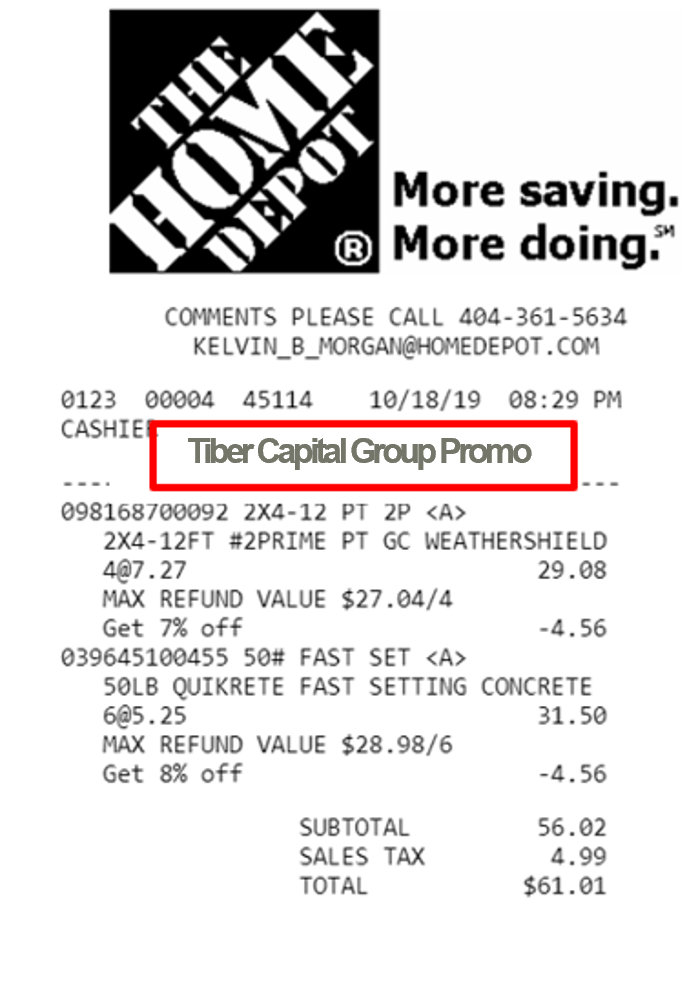 THE
HOME
DEPOT
®
More saving.
More doing.℠
COMMENTS PLEASE CALL 404-361-5634
KELVIN_B_MORGAN@HOMEDEPOT.COM
0123 00004 45114 10/18/19 08:29 PM
CASHIER
Tiber Capital Group Promo
098168700092 2X4-12 PT 2P <A>
2X4-12FT #2PRIME PT GC WEATHERSHIELD
4@7.27 29.08
MAX REFUND VALUE $27.04/4
Get 7% off -4.56
039645100455 50# FAST SET <A>
50LB QUIKRETE FAST SETTING CONCRETE
6@5.25 31.50
MAX REFUND VALUE $28.98/6
Get 8% off -4.56
SUBTOTAL 56.02
SALES TAX 4.99
TOTAL $61.01